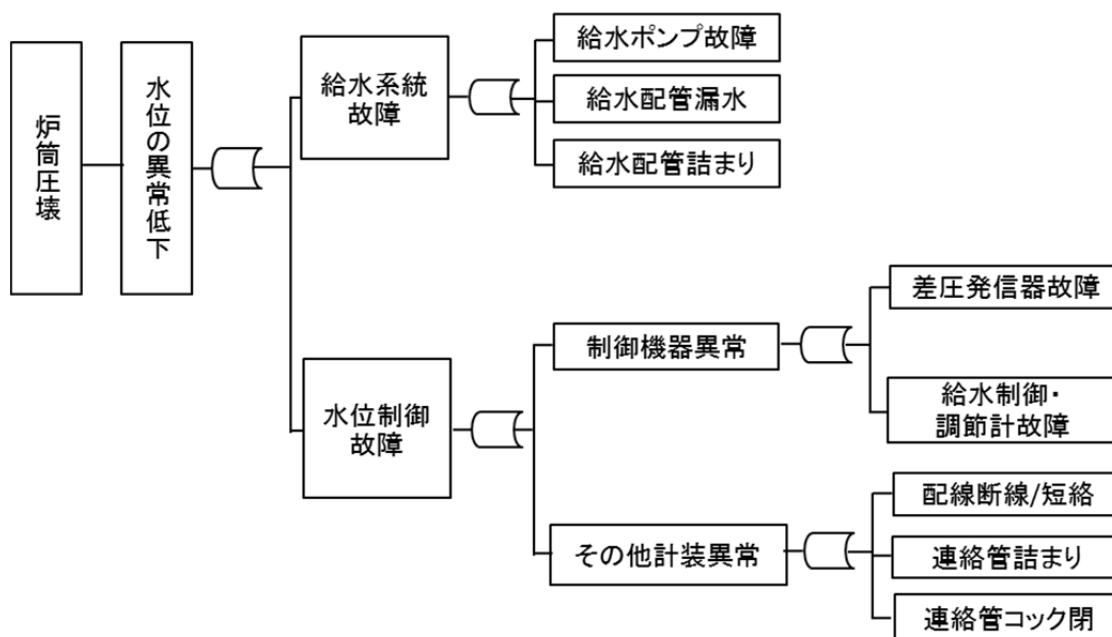 炉筒圧壊
水位の異常低下
給水系統
故障
給水ポンプ故障
給水配管漏水
給水配管詰まり
水位制御
故障
制御機器異常
差圧発信器故障
給水制御・
調節計故障
その他計装異常
配線断線/短絡
連絡管詰まり
連絡管コック閉